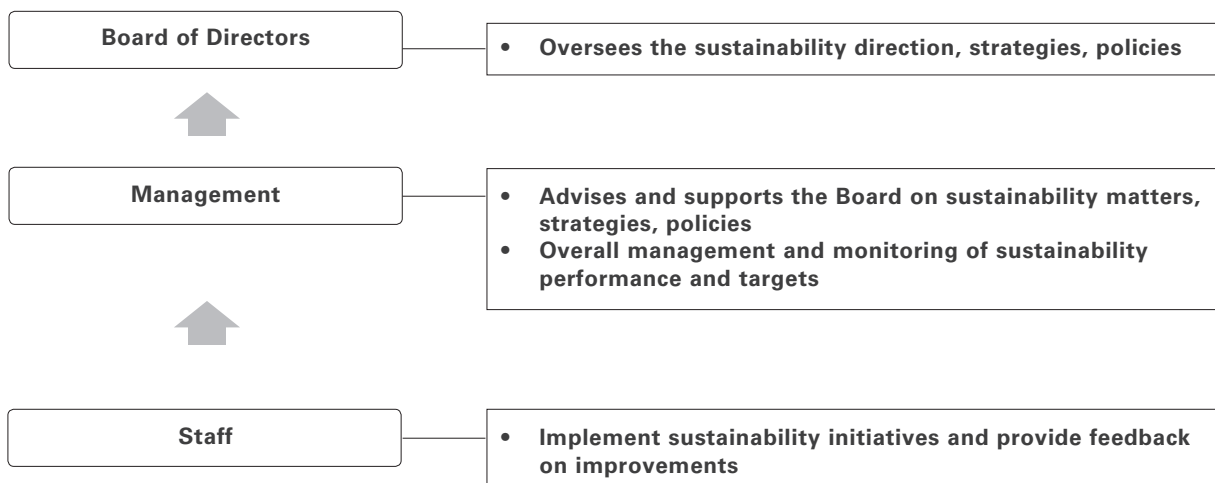 Board of Directors
• Oversees the sustainability direction, strategies, policies
Management
• Advises and supports the Board on sustainability matters,
strategies, policies
• Overall management and monitoring of sustainability
performance and targets
Staff
• Implement sustainability initiatives and provide feedback
on improvements